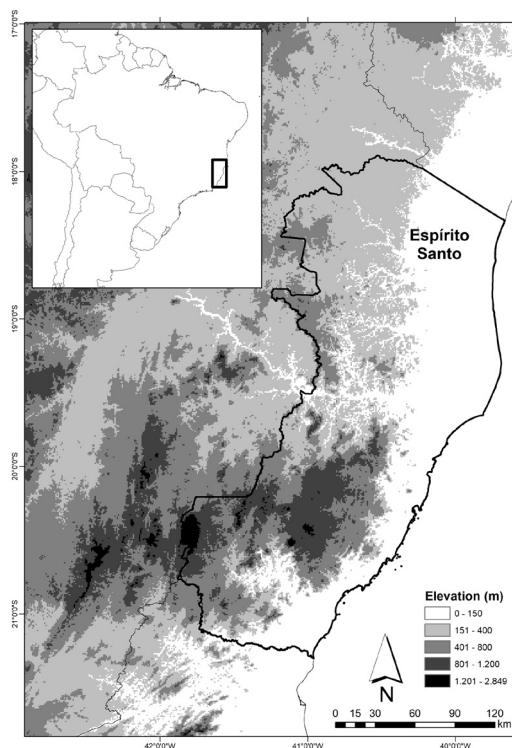 17°0'0"S
18°0'0"S
19°0'0"S
20°0'0"S
21°0'0"S
Espírito
Santo
Elevation (m)
0 - 150
151 - 400
401 - 800
801 - 1.200
1.201 - 2.849
N
0 15 30 60 90 120
km
42°0'0"O 41°0'0"O 40°0'0"O